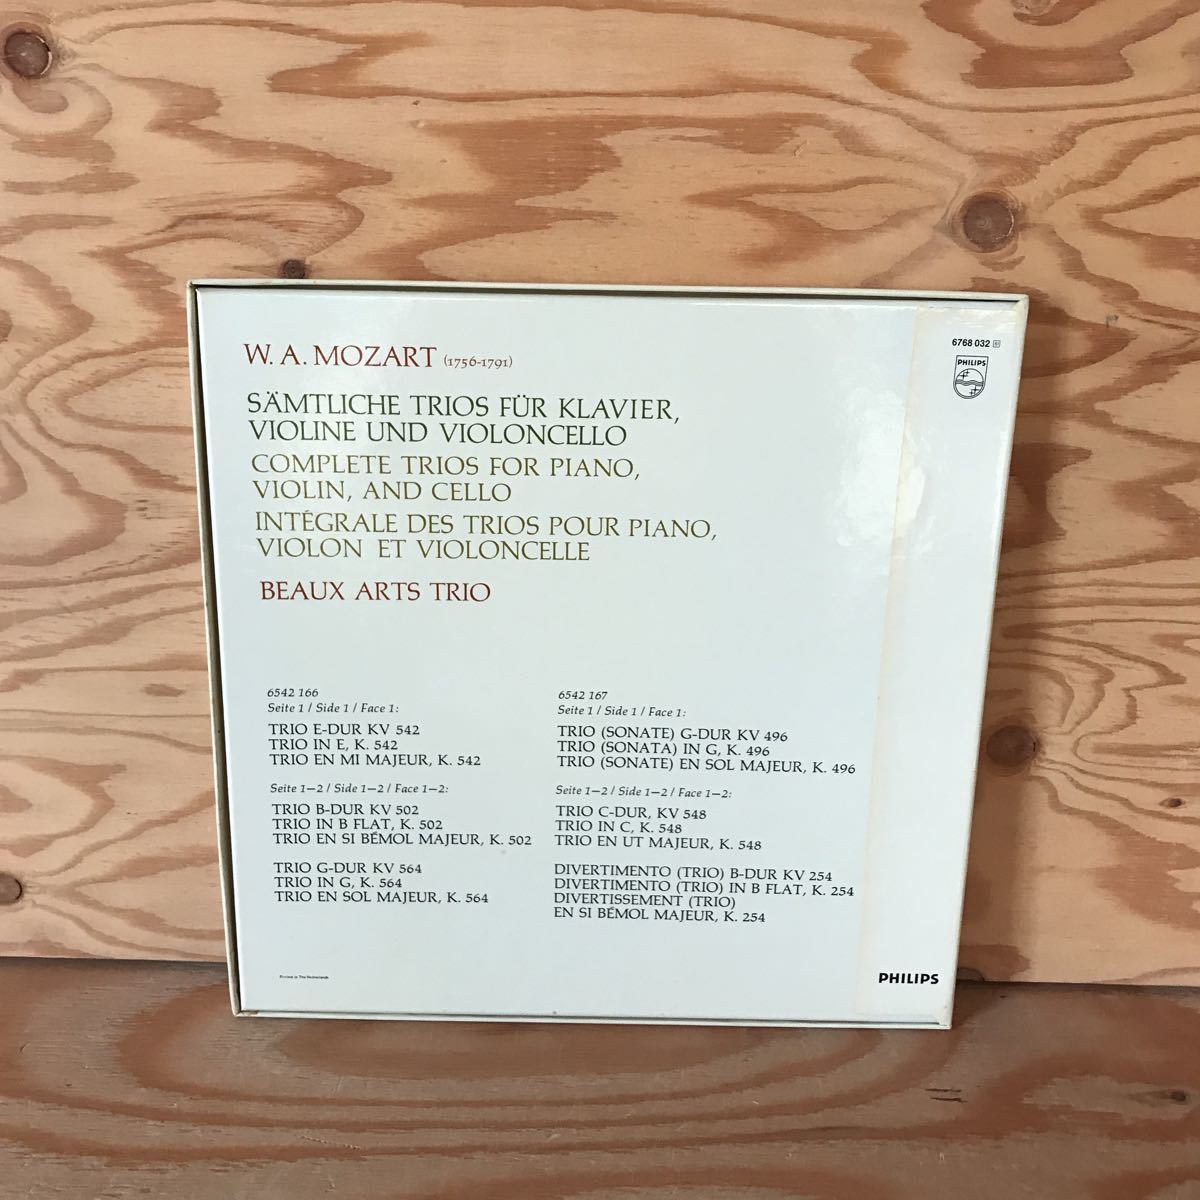 6768 032
PHILIPS
W. A. MOZART (1756-1791)
SÄMTLICHE TRIOS FÜR KLAVIER,
VIOLINE UND VIOLONCELLO
COMPLETE TRIOS FOR PIANO,
VIOLIN, AND CELLO
INTÉGRALE DES TRIOS POUR PIANO,
VIOLON ET VIOLONCELLE
BEAUX ARTS TRIO
6542 166
Seite 1 / Side 1 / Face 1:
TRIO E-DUR KV 542
TRIO IN E, K. 542
TRIO EN MI MAJEUR, K. 542
Seite 1—2 / Side 1—2 / Face 1—2:
TRIO B-DUR KV 502
TRIO IN B FLAT, K. 502
TRIO EN SI BÉMOL MAJEUR, K. 502
TRIO G-DUR KV 564
TRIO IN G, K. 564
TRIO EN SOL MAJEUR, K. 564
6542 167
Seite 1 / Side 1 / Face 1:
TRIO (SONATE) G-DUR KV 496
TRIO (SONATA) IN G, K. 496
TRIO (SONATE) EN SOL MAJEUR, K. 496
Seite 1—2 / Side 1—2 / Face 1—2:
TRIO C-DUR, KV 548
TRIO IN C, K. 548
TRIO EN UT MAJEUR, K. 548
DIVERTIMENTO (TRIO) B-DUR KV 254
DIVERTIMENTO (TRIO) IN B FLAT, K. 254
DIVERTISSEMENT (TRIO)
EN SI BÉMOL MAJEUR, K. 254
Printed in The Netherlands
PHILIPS